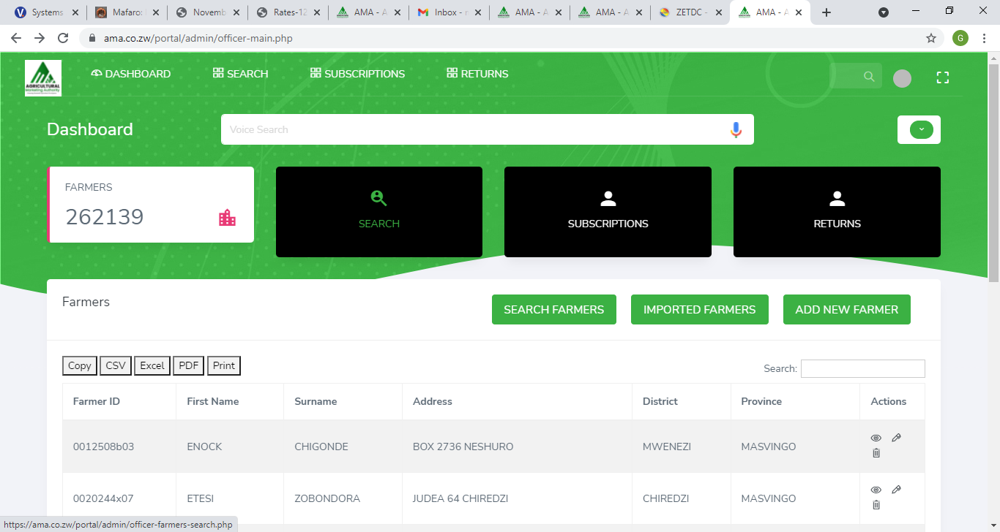 Systems
Mafaro:
Novemb
Rates-12
AMA - A
Inbox - r
AMA - A
AMA - A
ZETDC -
AMA - A
ama.co.zw/portal/admin/officer-main.php
G
AGRICULTURAL
Marketing Authority
DASHBOARD
SEARCH
SUBSCRIPTIONS
RETURNS
Dashboard
Voice Search
FARMERS
262139
SEARCH
SUBSCRIPTIONS
RETURNS
Farmers
SEARCH FARMERS
IMPORTED FARMERS
ADD NEW FARMER
Copy CSV Excel PDF Print
Search:
Farmer ID First Name Surname Address District Province Actions
0012508b03 ENOCK CHIGONDE BOX 2736 NESHURO MWENEZI MASVINGO
0020244x07 ETESI ZOBONDORA JUDEA 64 CHIREDZI CHIREDZI MASVINGO
https://ama.co.zw/portal/admin/officer-farmers-search.php